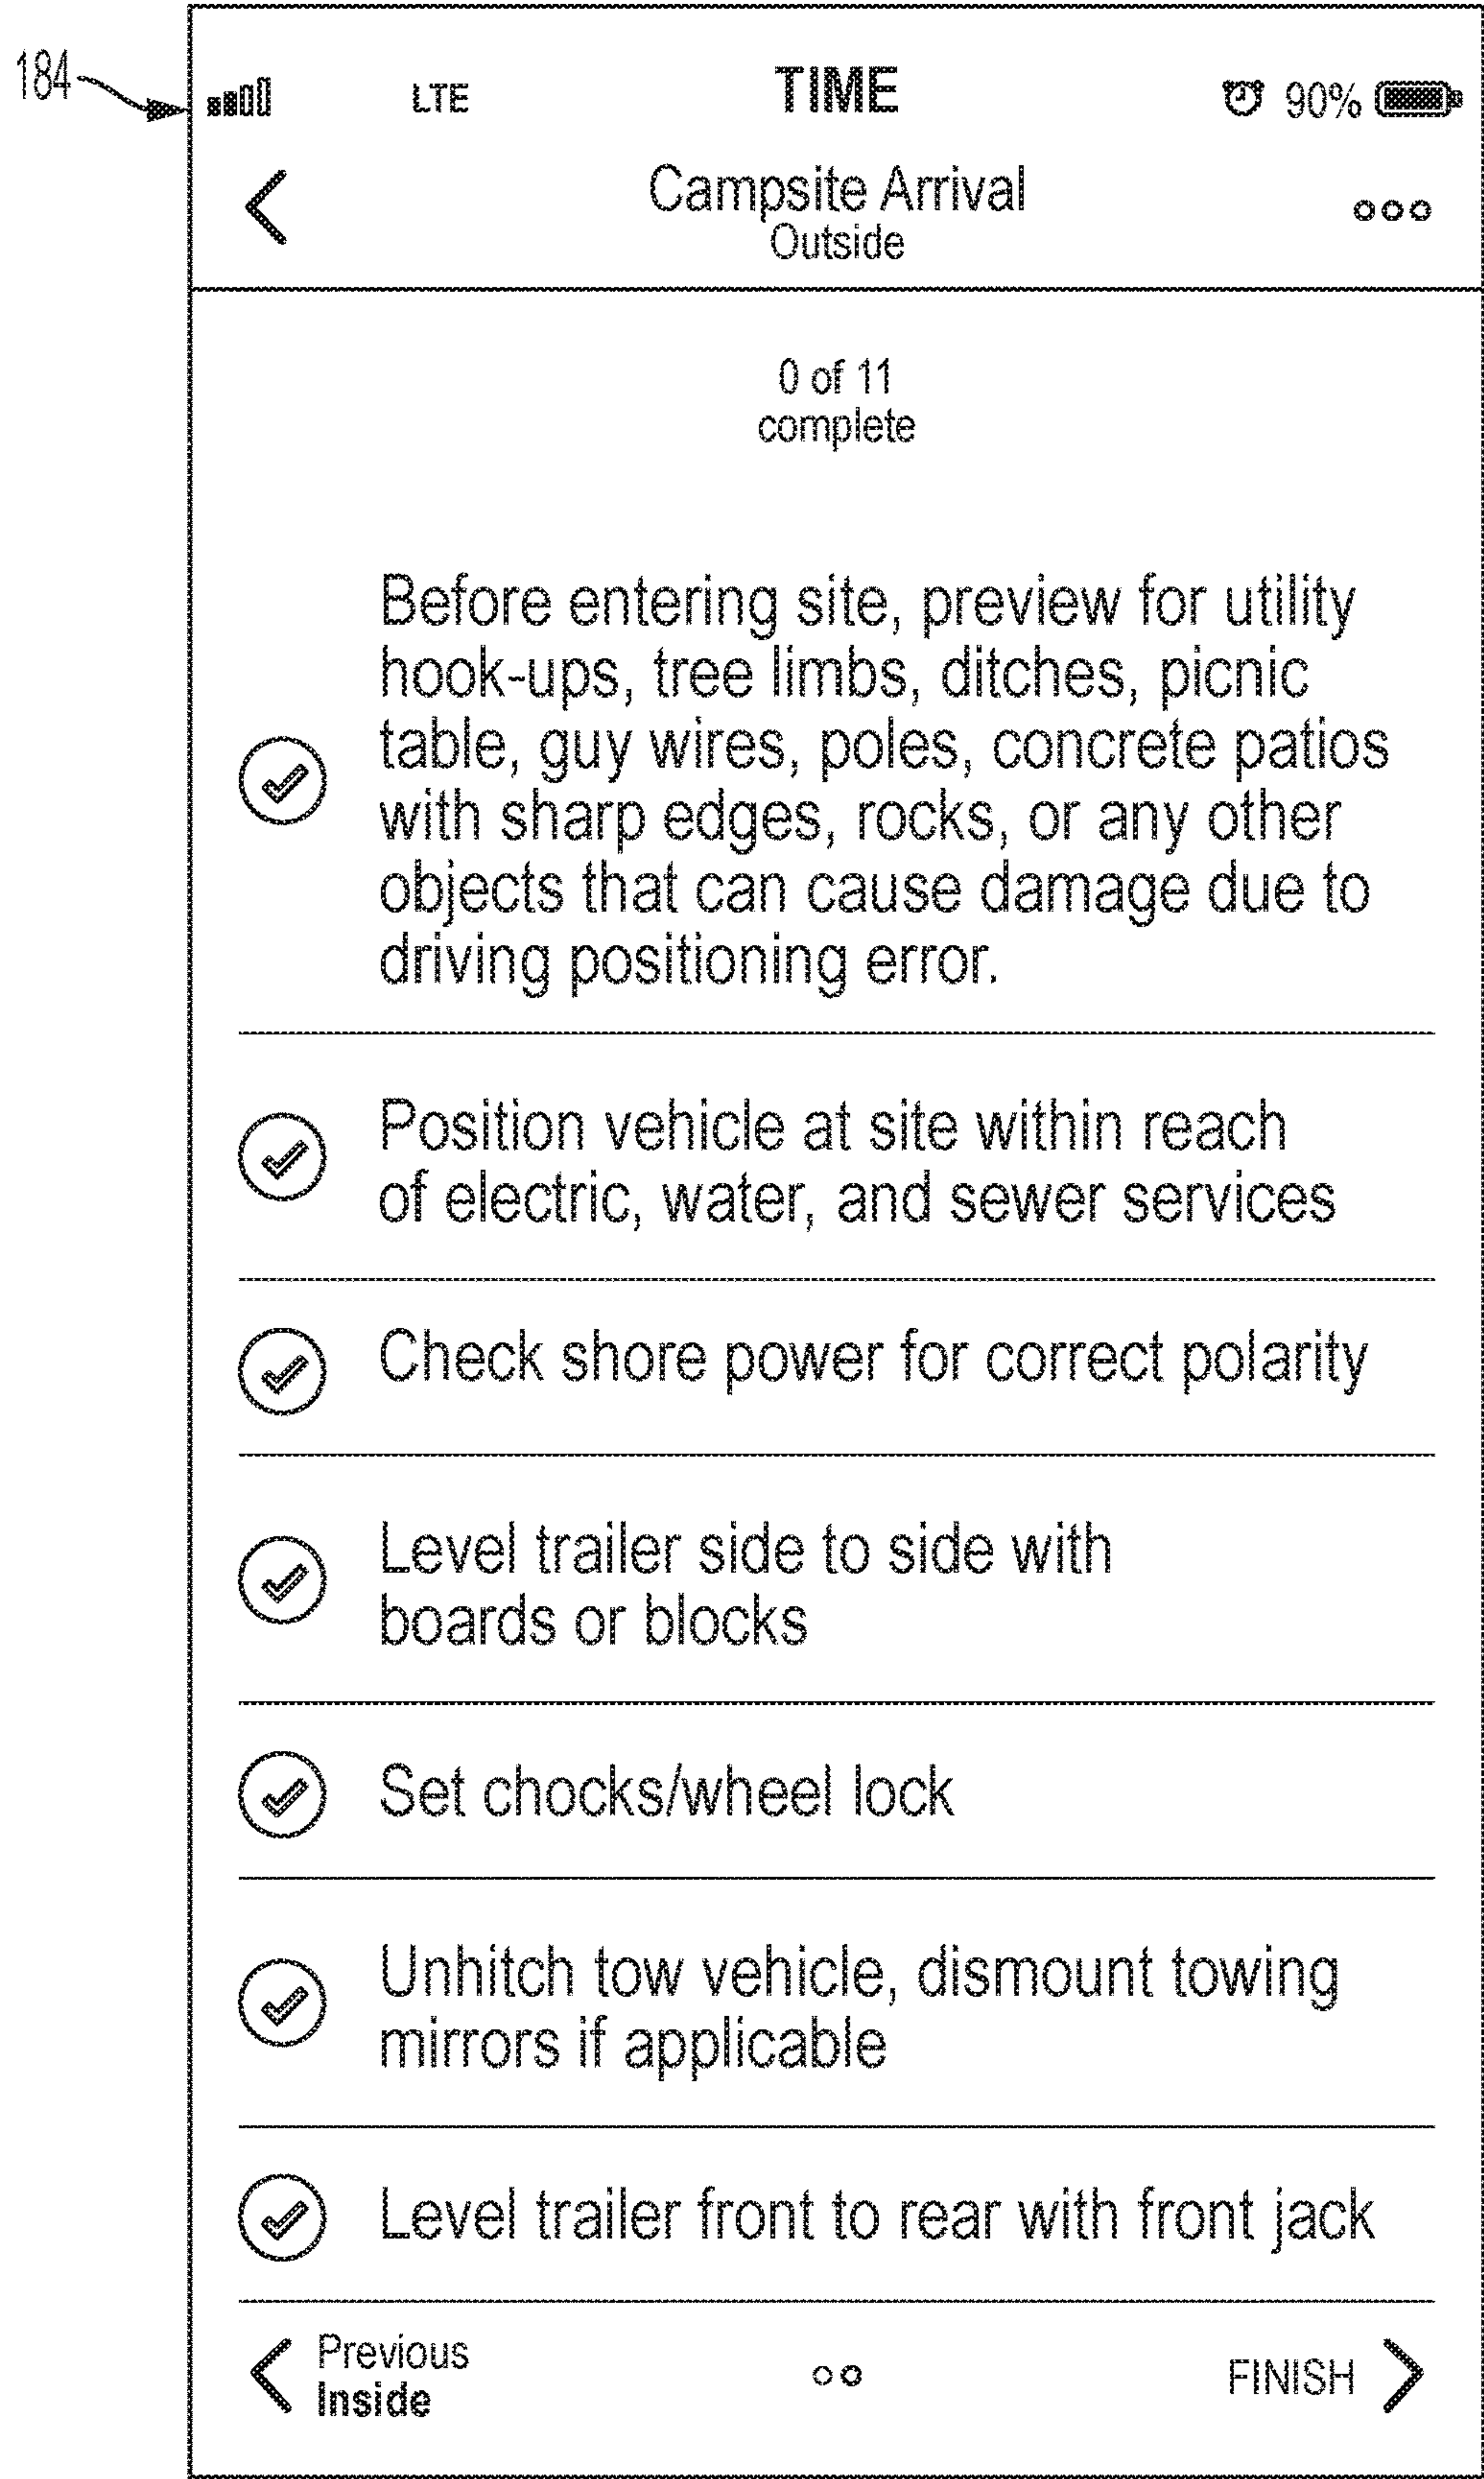 184
LTE
TIME
90%
Campsite Arrival
Outside
0 of 11
complete
Before entering site, preview for utility
hook-ups, tree limbs, ditches, picnic
table, guy wires, poles, concrete patios
with sharp edges, rocks, or any other
objects that can cause damage due to
driving positioning error.
Position vehicle at site within reach
of electric, water, and sewer services
Check shore power for correct polarity
Level trailer side to side with
boards or blocks
Set chocks/wheel lock
Unhitch tow vehicle, dismount towing
mirrors if applicable
Level trailer front to rear with front jack
Previous
Inside
FINISH